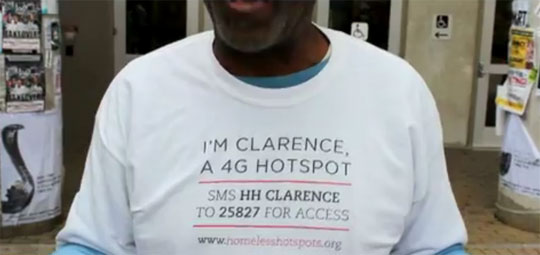 I'M CLARENCE,
A 4G HOTSPOT
SMS HH CLARENCE
TO 25827 FOR ACCESS
www.homelesshotspots.org